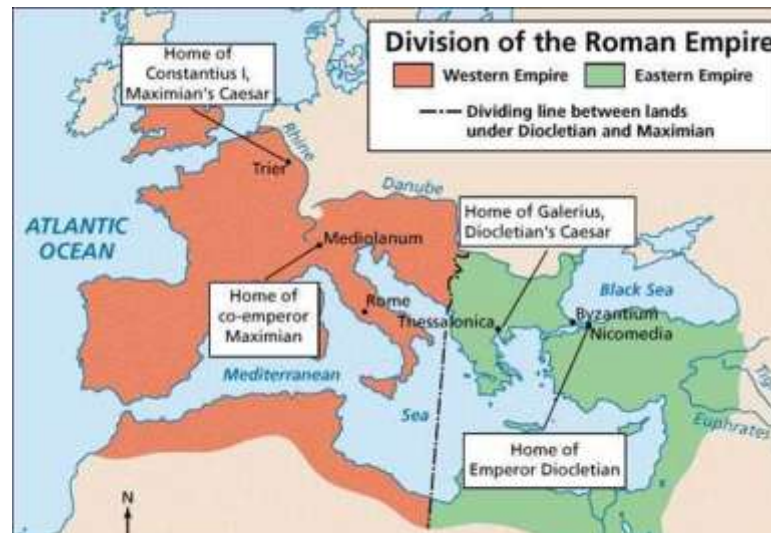 Division of the Roman Empire
Western Empire
Eastern Empire
Dividing line between lands
under Diocletian and Maximian
Home of
Constantius I,
Maximian's Caesar
Rhine
Trier
Danube
Home of Galerius,
Diocletian's Caesar
ATLANTIC
OCEAN
Mediolanum
Home of
co-emperor
Maximian
Rome
Black Sea
Thessalonica
Byzantium
Nicomedia
Mediterranean
Sea
Tig
Euphrates
Home of
Emperor Diocletian
N